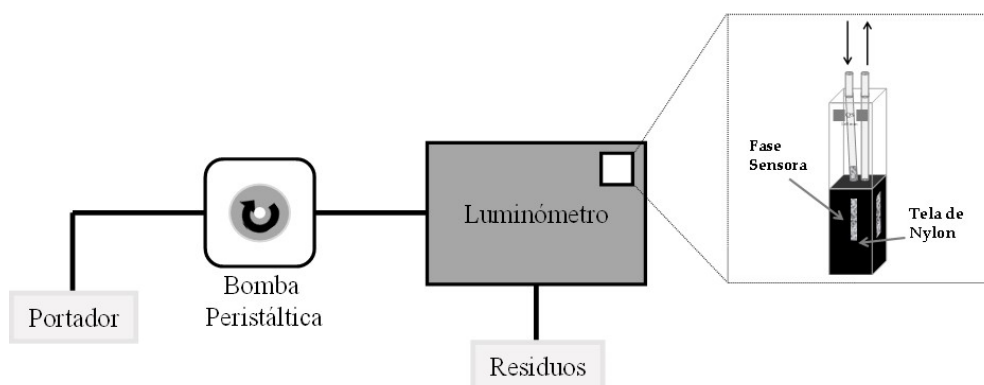 Portador
Bomba
Peristáltica
Luminómetro
Residuos
Fase
Sensora
Tela de
Nylon